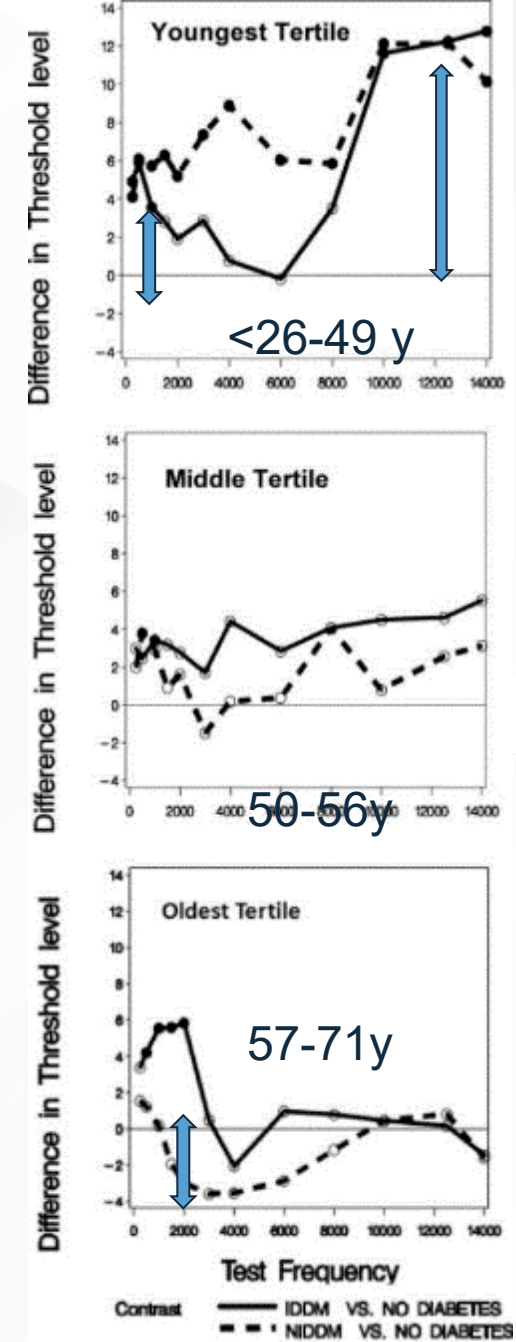 Difference in Threshold level
14
12
10
8
6
4
2
0
−2
−4
Youngest Tertile
<26-49 y
0 2000 4000 6000 8000 10000 12000 14000
Difference in Threshold level
14
12
10
8
6
4
2
0
−2
−4
Middle Tertile
0 2000 4000 6000 8000 10000 12000 14000
50-56y
Difference in Threshold level
14
12
10
8
6
4
2
0
−2
−4
Oldest Tertile
57-71y
0 2000 4000 6000 8000 10000 12000 14000
Test Frequency
Contrast IDDM VS. NO DIABETES
NIDDM VS. NO DIABETES